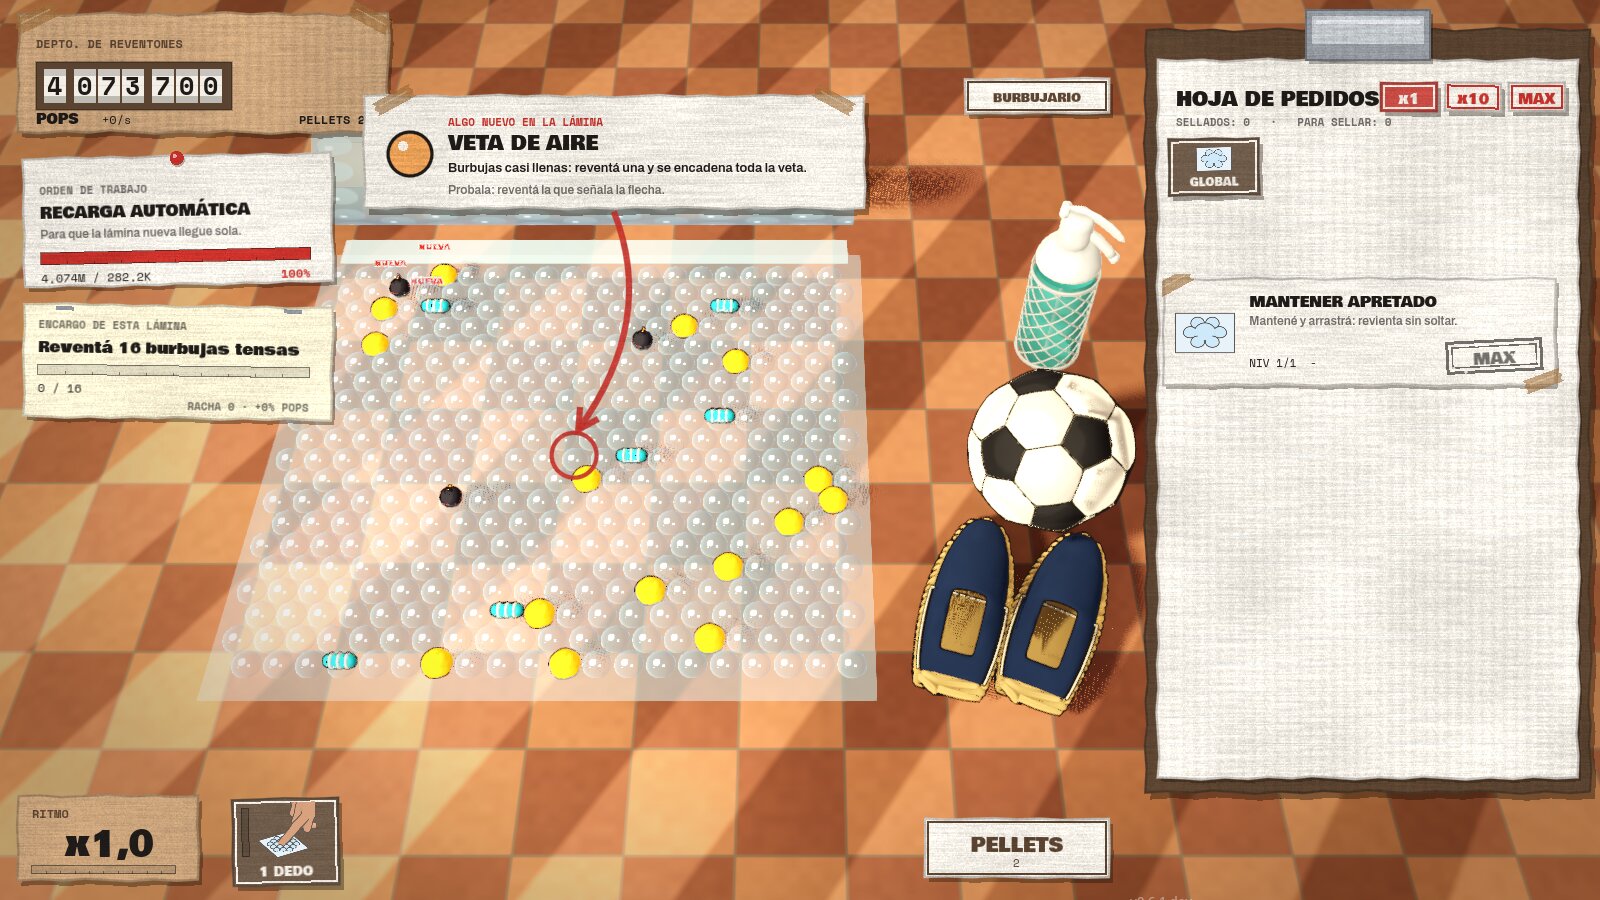 DEPTO. DE REVENTONES
4 073 700
POPS +0/s PELLETS 2
ALGO NUEVO EN LA LÁMINA
VETA DE AIRE
Burbujas casi llenas: reventá una y se encadena toda la veta.
Probala: reventá la que señala la flecha.
ORDEN DE TRABAJO
RECARGA AUTOMÁTICA
Para que la lámina nueva llegue sola.
4.074M / 282.2K 100%
ENCARGO DE ESTA LÁMINA
Reventá 16 burbujas tensas
0 / 16
RACHA 0 · +0% POPS
NUEVA
NUEVA
NUEVA
BURBUJARIO
HOJA DE PEDIDOS x1 x10 MAX
SELLADOS: 0 · PARA SELLAR: 0
GLOBAL
MANTENER APRETADO
Mantené y arrastrá: revienta sin soltar.
NIV 1/1 -
MAX
RITMO
x1,0
1 DEDO
PELLETS
2